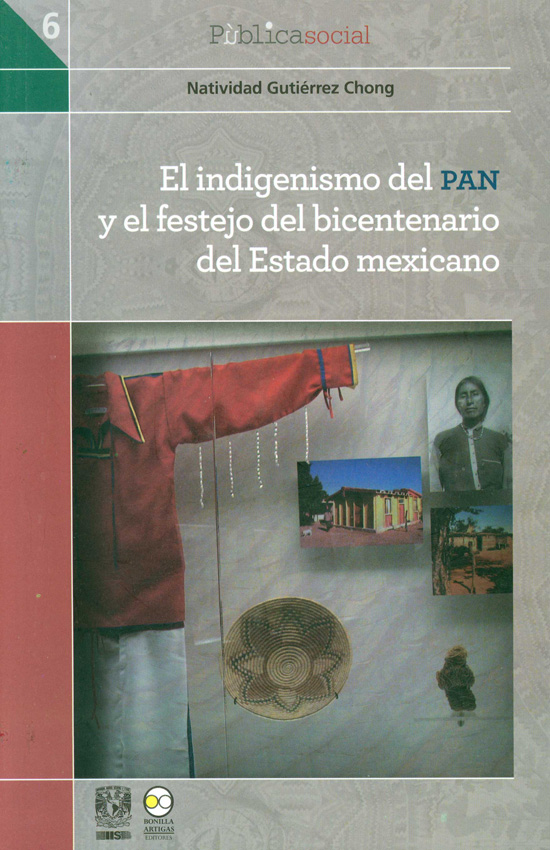 6
Pùblicasocial
Natividad Gutiérrez Chong
El indigenismo del PAN
y el festejo del bicentenario
del Estado mexicano
IIS
BONILLA
ARTIGAS
EDITORES